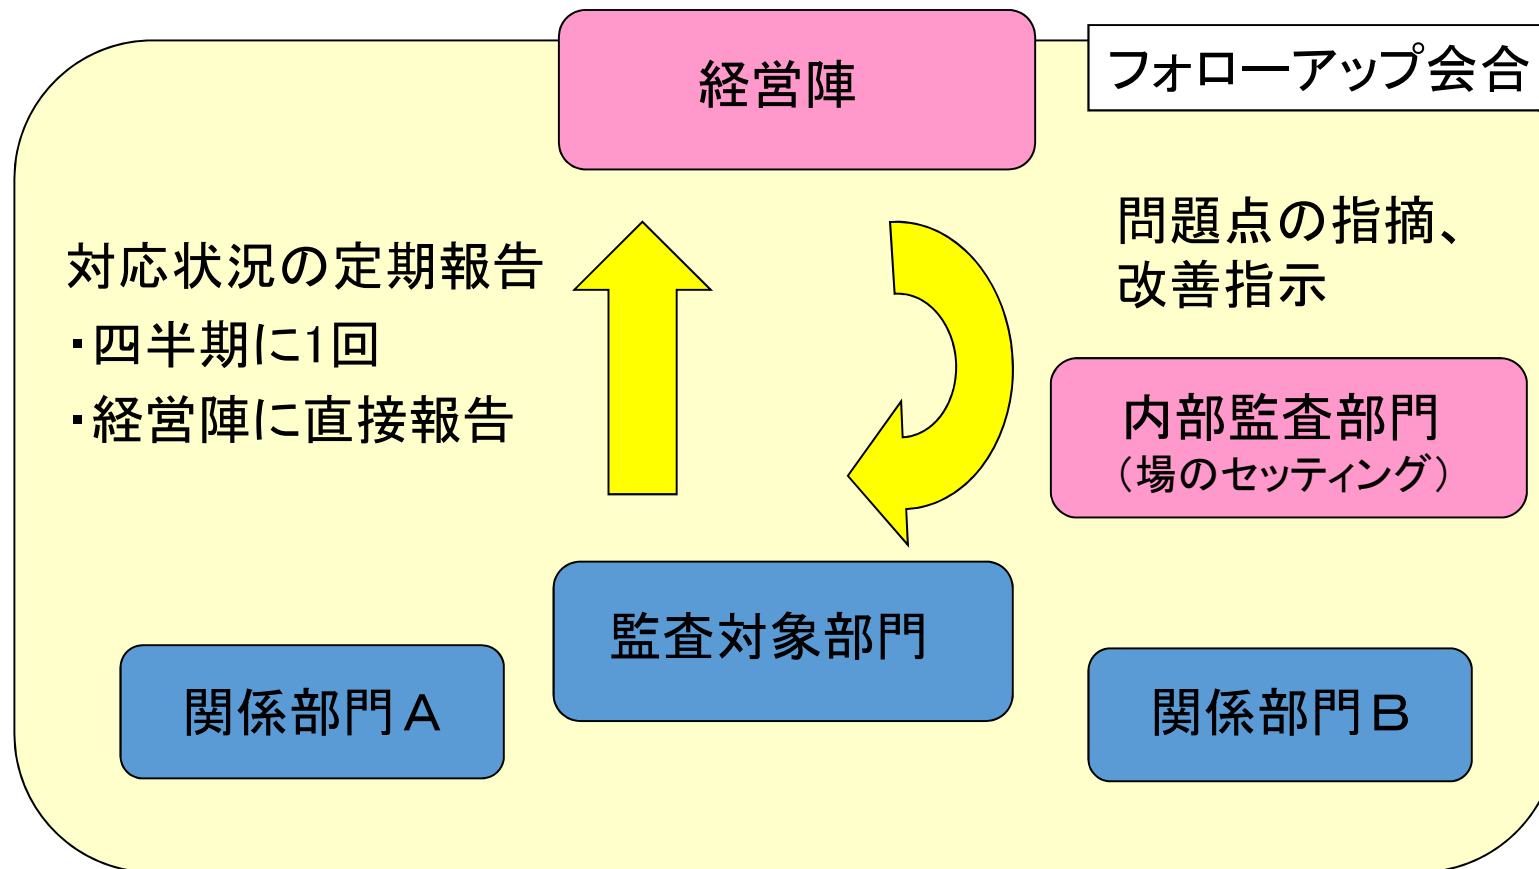 経営陣
フォローアップ会合
対応状況の定期報告
・四半期に1回
・経営陣に直接報告
問題点の指摘、
改善指示
内部監査部門
（場のセッティング）
監査対象部門
関係部門Ａ
関係部門Ｂ